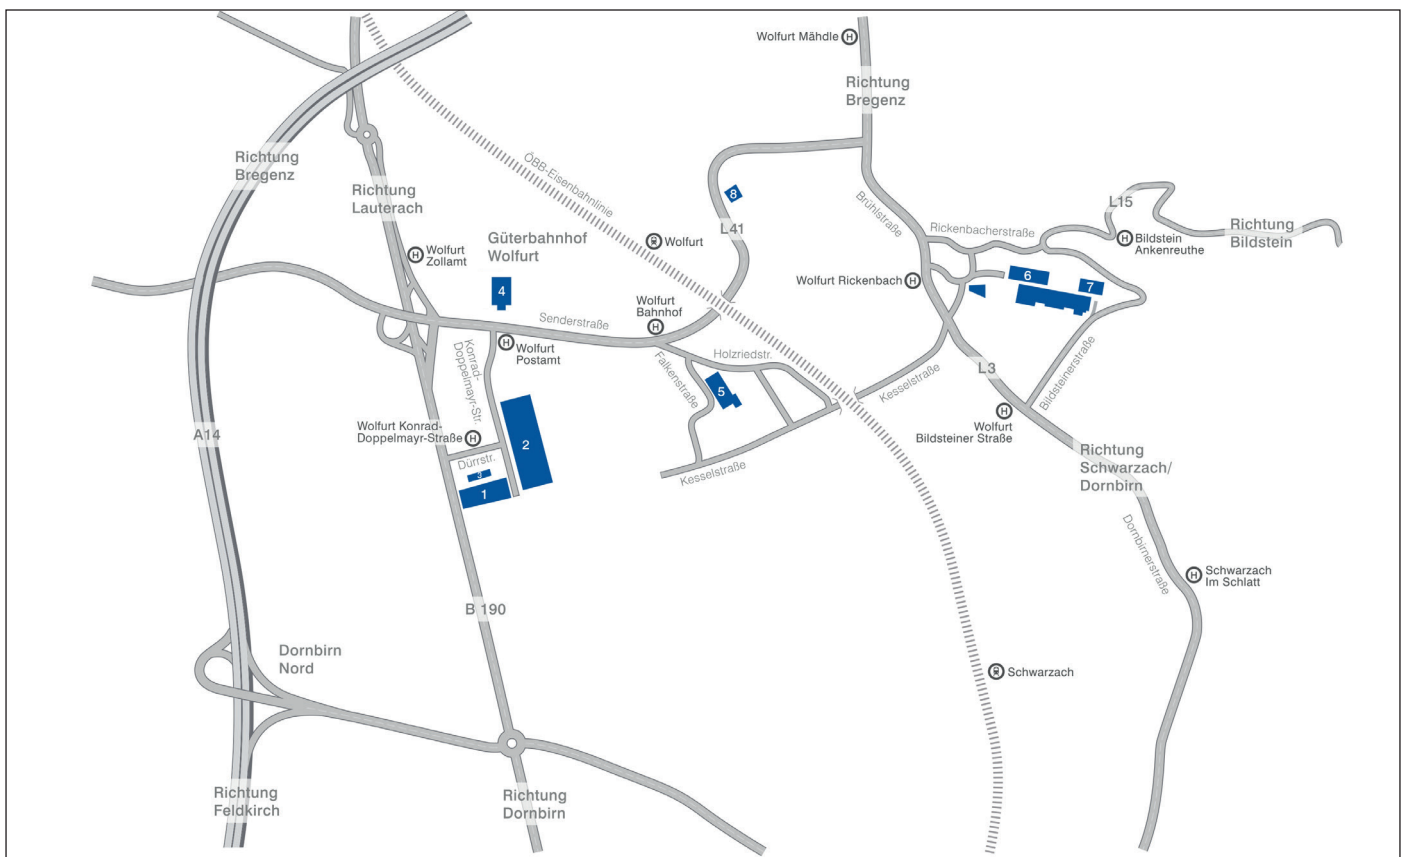 Wolfurt Mähdle
H
Richtung
Bregenz
ÖBB-Eisenbahnlinie
Richtung
Bregenz
Richtung
Lauterach
8
L41
Brühlstraße
Rickenbacherstraße
L15
Richtung
Bildstein
H
Bildstein
Ankenreuthe
H
Wolfurt
Zollamt
Güterbahnhof
Wolfurt
Wolfurt
Wolfurt Rickenbach
H
6
7
4
Wolfurt
Bahnhof
H
Senderstraße
H
Wolfurt
Postamt
Konrad-
Doppelmayr-Str.
Falkenstraße
Holzriedstr.
5
Kesselstraße
L3
Bildsteinerstraße
H
Wolfurt
Bildsteiner Straße
A14
Wolfurt Konrad-
Doppelmayr-Straße
H
2
Dürrstr.
3
1
Kesselstraße
Richtung
Schwarzach/
Dornbirn
Dornbirnerstraße
H
Schwarzach
Im Schlatt
B 190
Dornbirn
Nord
Schwarzach
Richtung
Feldkirch
Richtung
Dornbirn